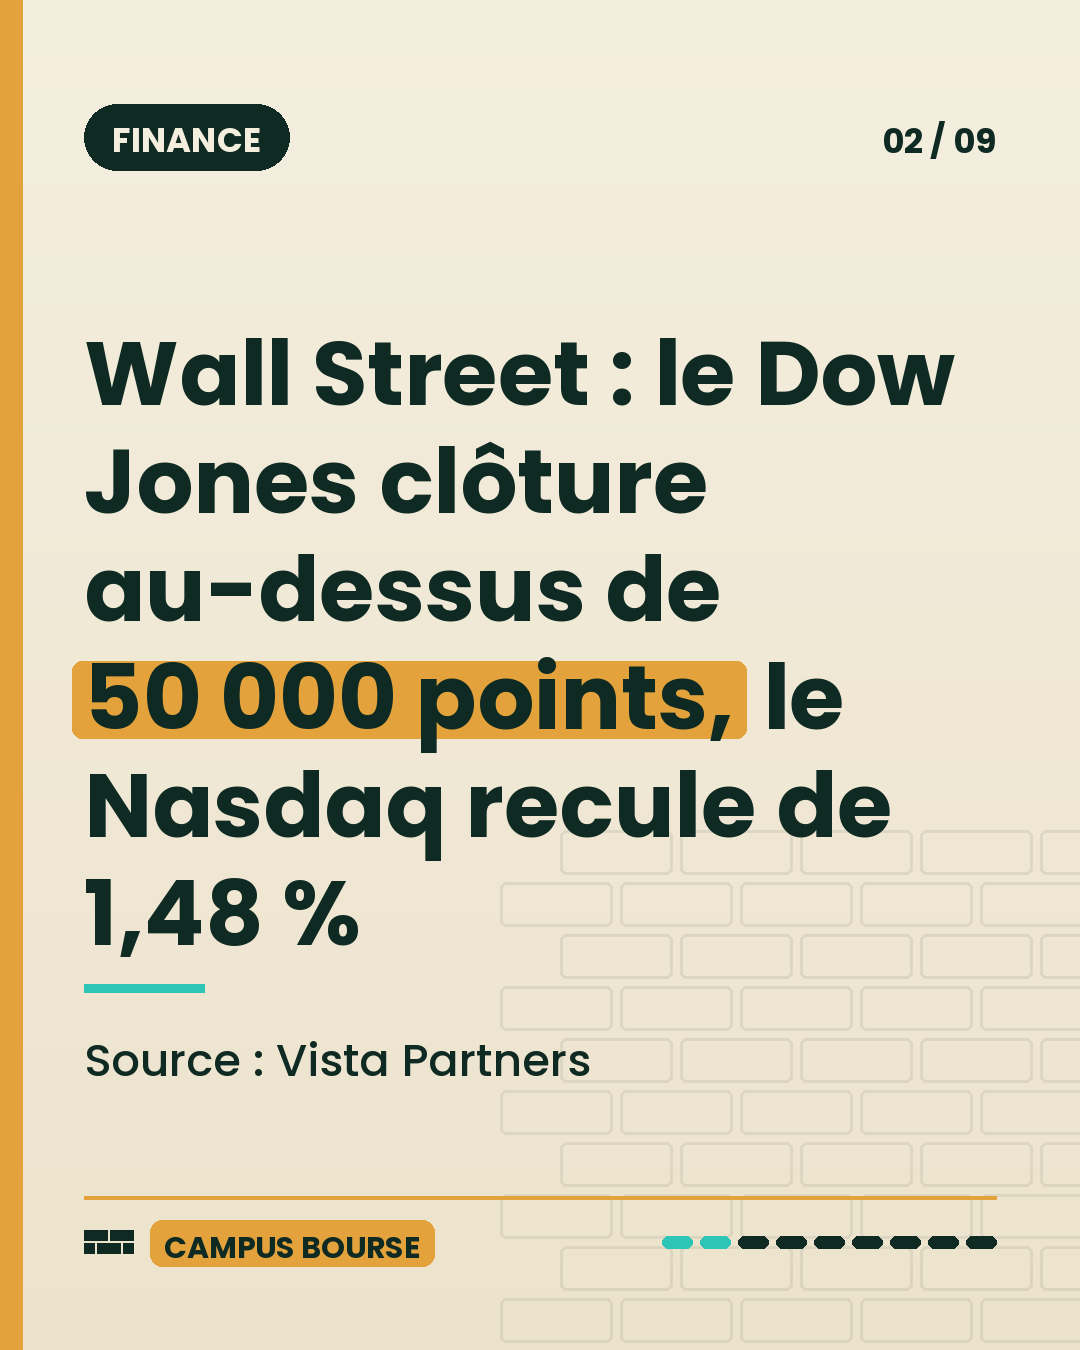 FINANCE
02 / 09
Wall Street : le Dow
Jones clôture
au-dessus de
50 000 points, le
Nasdaq recule de
1,48 %
Source : Vista Partners
CAMPUS BOURSE